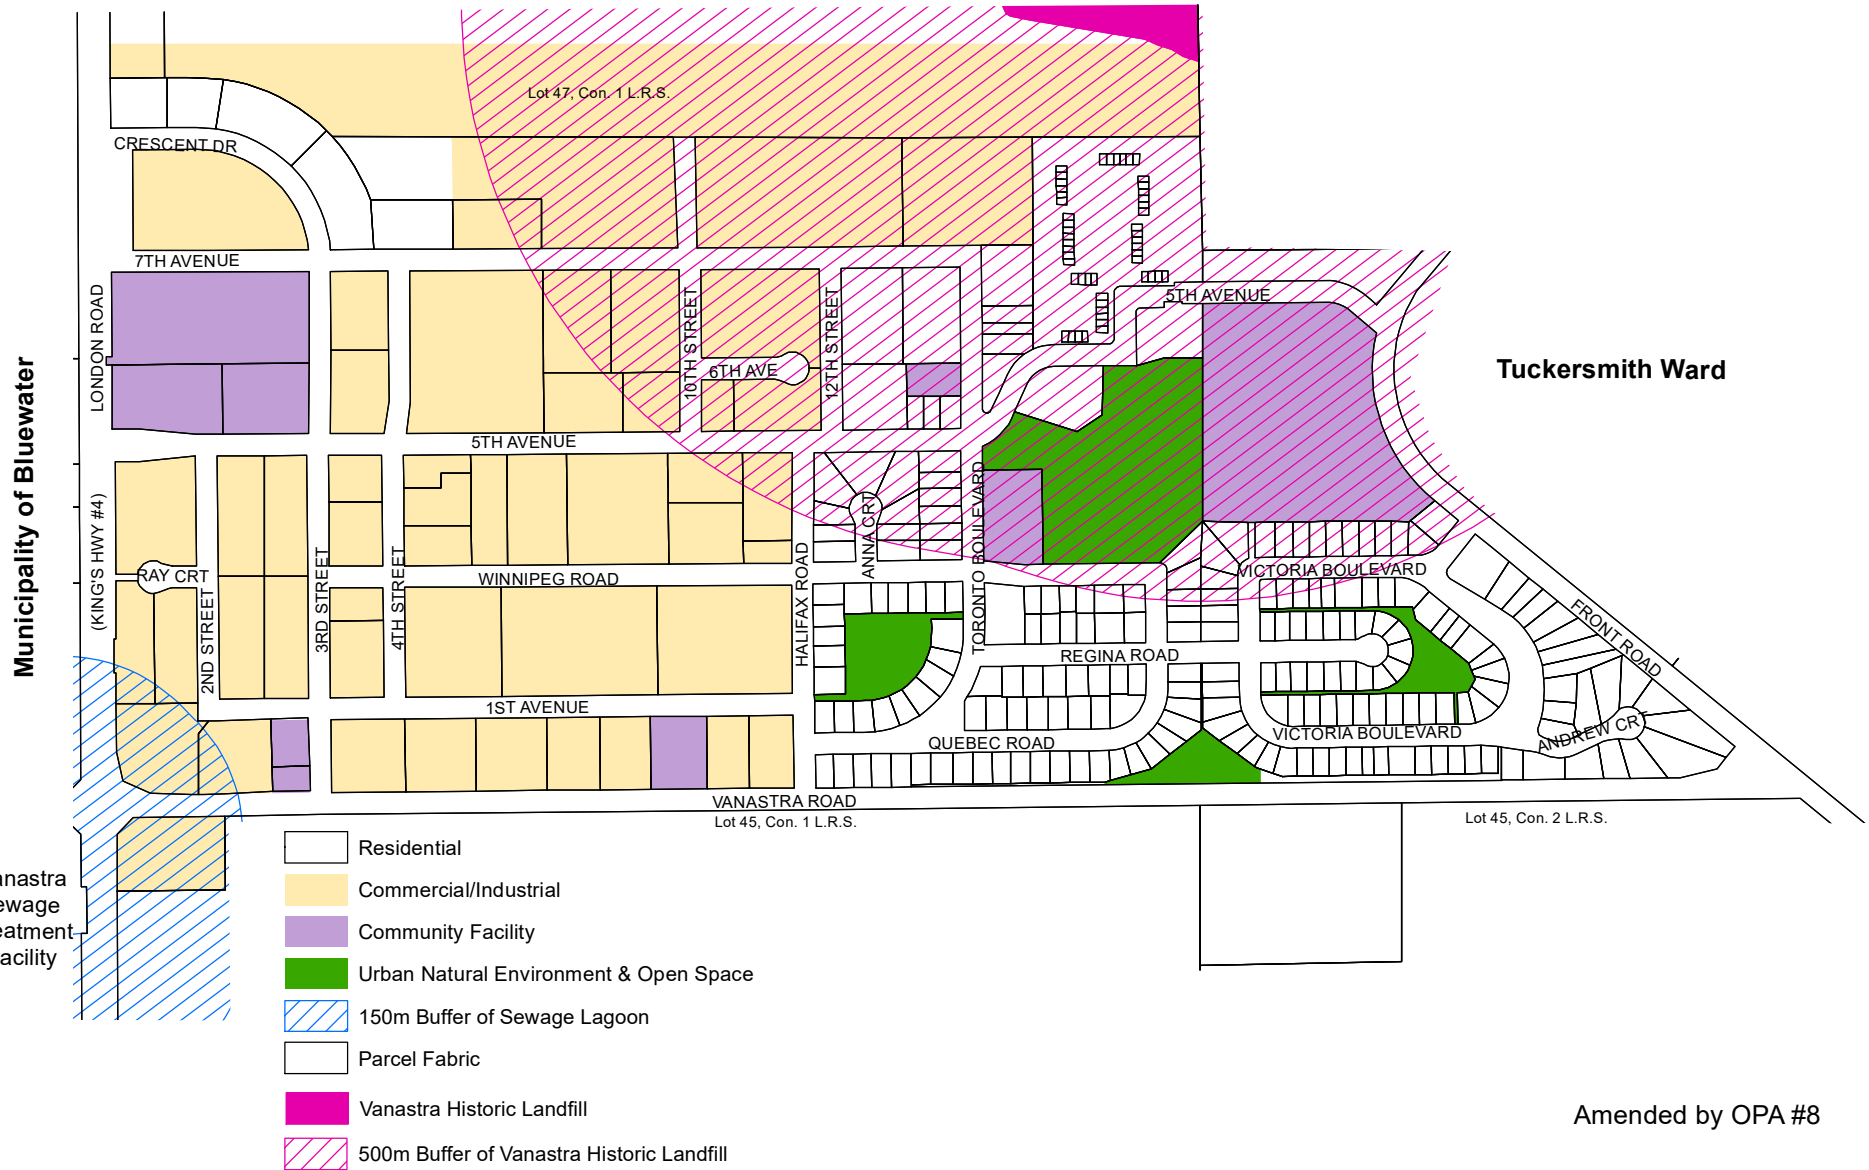 Lot 47, Con. 1 L.R.S.
CRESCENT DR
7TH AVENUE
5TH AVENUE
LONDON ROAD
10TH STREET
12TH STREET
6TH AVE
Municipality of Bluewater
Tuckersmith Ward
5TH AVENUE
(KING'S HWY #4)
RAY CRT
2ND STREET
3RD STREET
4TH STREET
WINNIPEG ROAD
HALIFAX ROAD
ANNA CRT
TORONTO BOULEVARD
VICTORIA BOULEVARD
FRONT ROAD
REGINA ROAD
1ST AVENUE
QUEBEC ROAD
VICTORIA BOULEVARD
ANDREW CRT
VANASTRA ROAD
Lot 45, Con. 1 L.R.S.
Lot 45, Con. 2 L.R.S.
anastra
ewage
eatment
acility
Residential
Commercial/Industrial
Community Facility
Urban Natural Environment & Open Space
150m Buffer of Sewage Lagoon
Parcel Fabric
Vanastra Historic Landfill
500m Buffer of Vanastra Historic Landfill
Amended by OPA #8